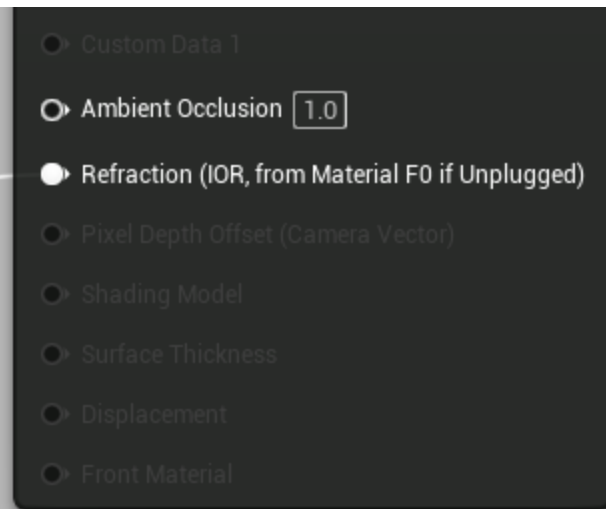 Custom Data 1
Ambient Occlusion 1.0
Refraction (IOR, from Material F0 if Unplugged)
Pixel Depth Offset (Camera Vector)
Shading Model
Surface Thickness
Displacement
Front Material